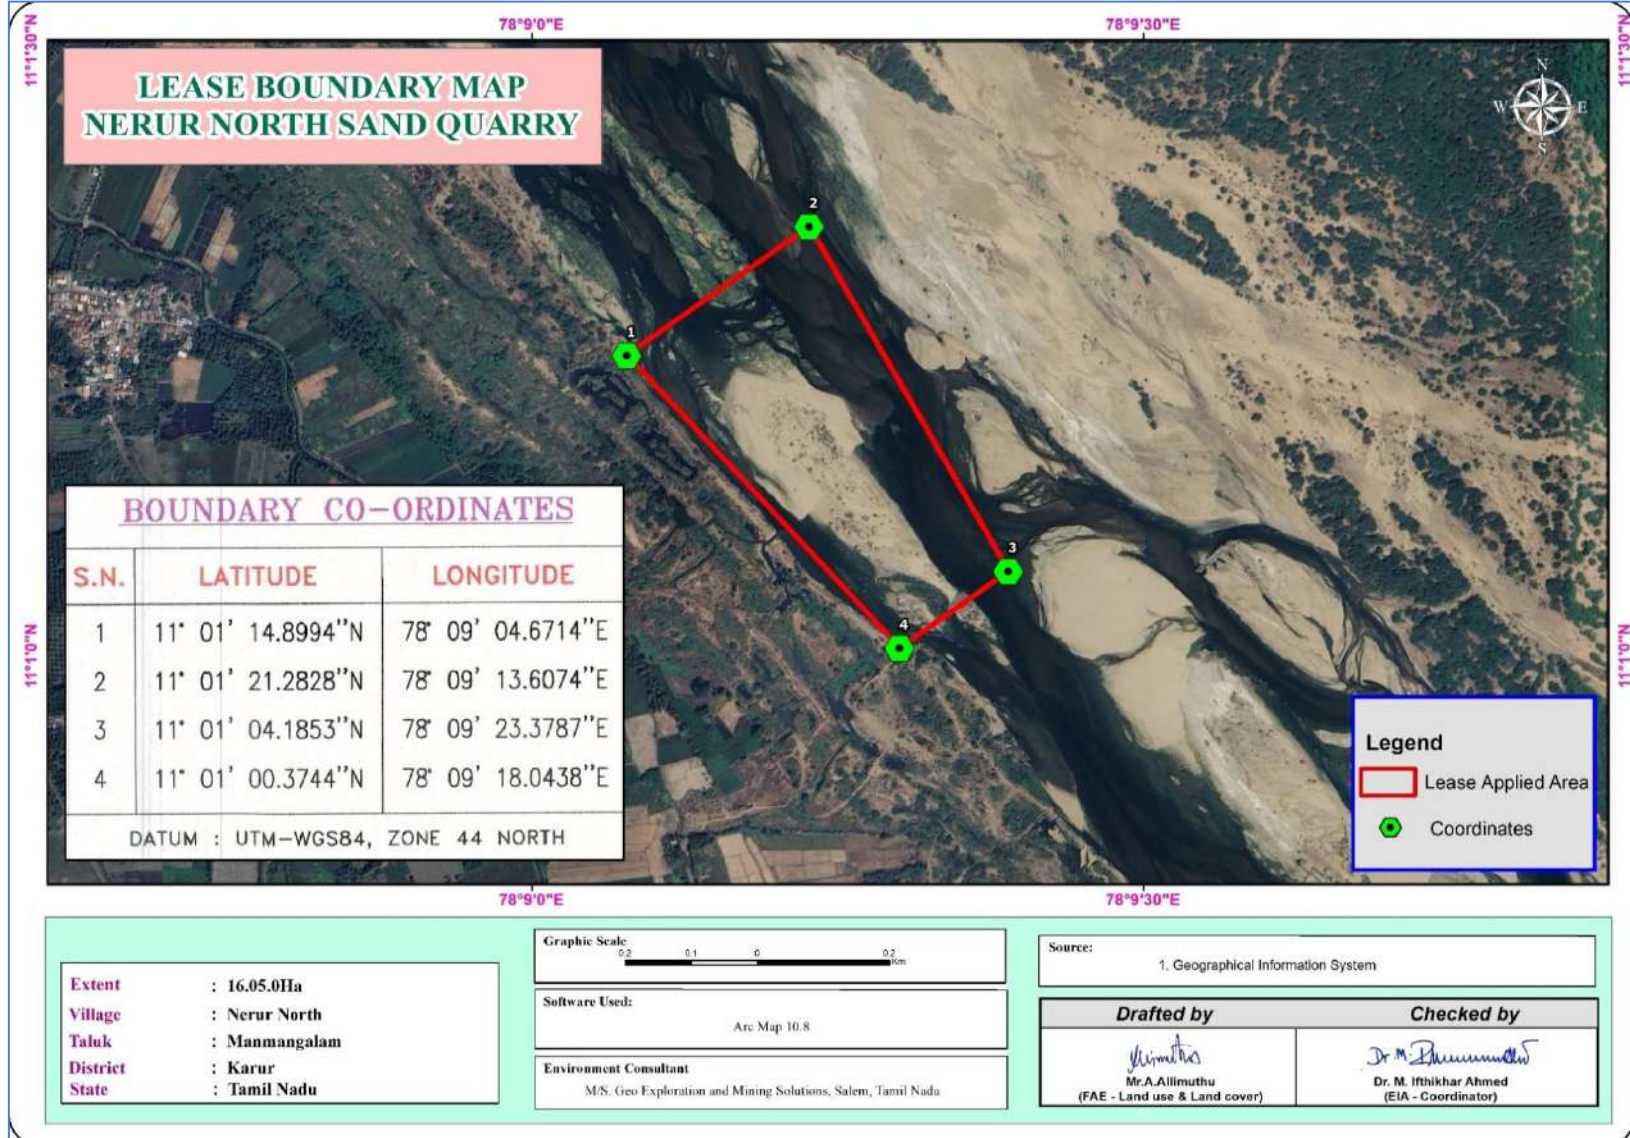 78°9'0"E 78°9'30"E
11°1'30"N 11°1'30"N
LEASE BOUNDARY MAP
NERUR NORTH SAND QUARRY
N
W E
S
2
1
3
4
BOUNDARY CO-ORDINATES
S.N. LATITUDE LONGITUDE
1 11° 01' 14.8994"N 78° 09' 04.6714"E
2 11° 01' 21.2828"N 78° 09' 13.6074"E
3 11° 01' 04.1853"N 78° 09' 23.3787"E
4 11° 01' 00.3744"N 78° 09' 18.0438"E
DATUM : UTM-WGS84, ZONE 44 NORTH
11°1'0"N 11°1'0"N
Legend
Lease Applied Area
Coordinates
78°9'0"E 78°9'30"E
Extent : 16.05.0Ha
Village : Nerur North
Taluk : Manmangalam
District : Karur
State : Tamil Nadu
Graphic Scale
0.2 0.1 0 0.2
Km
Software Used:
Arc Map 10.8
Environment Consultant
M/S. Geo Exploration and Mining Solutions, Salem, Tamil Nadu
Source:
1. Geographical Information System
Drafted by Checked by
Mr.A.Allimuthu
(FAE - Land use & Land cover)
Dr. M.
Dr. M. Ifthikhar Ahmed
(EIA - Coordinator)